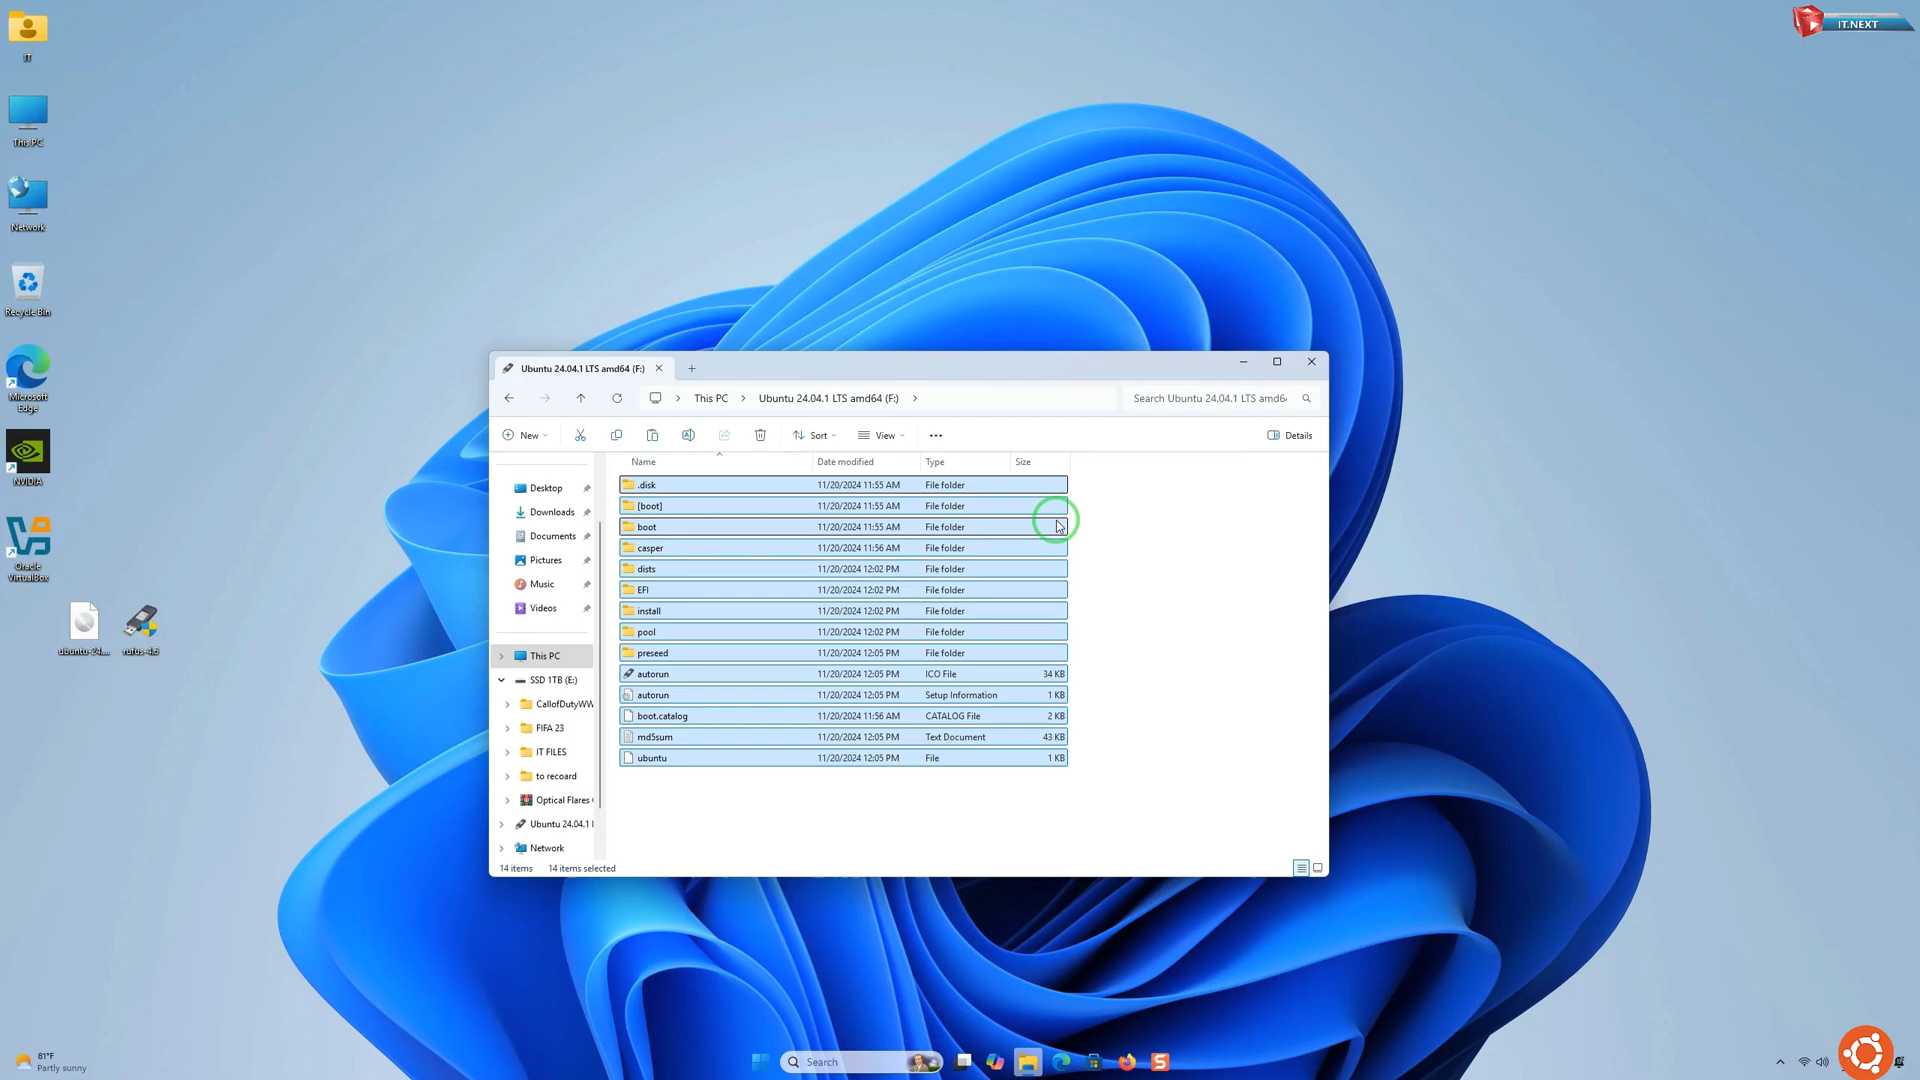 IT
This PC
Network
Recycle Bin
Microsoft
Edge
NVIDIA
Oracle
VirtualBox
ubuntu-24....
rufus-4.6
IT.NEXT
Ubuntu 24.04.1 LTS amd64 (F:)
This PC
Ubuntu 24.04.1 LTS amd64 (F:)
Search Ubuntu 24.04.1 LTS amd6
New
Sort
View
Details
Name
Date modified
Type
Size
.disk 11/20/2024 11:55 AM File folder
[boot] 11/20/2024 11:55 AM File folder
boot 11/20/2024 11:55 AM File folder
casper 11/20/2024 11:56 AM File folder
dists 11/20/2024 12:02 PM File folder
EFI 11/20/2024 12:02 PM File folder
install 11/20/2024 12:02 PM File folder
pool 11/20/2024 12:02 PM File folder
preseed 11/20/2024 12:05 PM File folder
autorun 11/20/2024 12:05 PM ICO File 34 KB
autorun 11/20/2024 12:05 PM Setup Information 1 KB
boot.catalog 11/20/2024 11:56 AM CATALOG File 2 KB
md5sum 11/20/2024 12:05 PM Text Document 43 KB
ubuntu 11/20/2024 12:05 PM File 1 KB
Desktop
Downloads
Documents
Pictures
Music
Videos
This PC
SSD 1TB (E:)
CallofDutyWW
FIFA 23
IT FILES
to recoard
Optical Flares
Ubuntu 24.04.1
Network
14 items
14 items selected
81°F
Partly sunny
Search